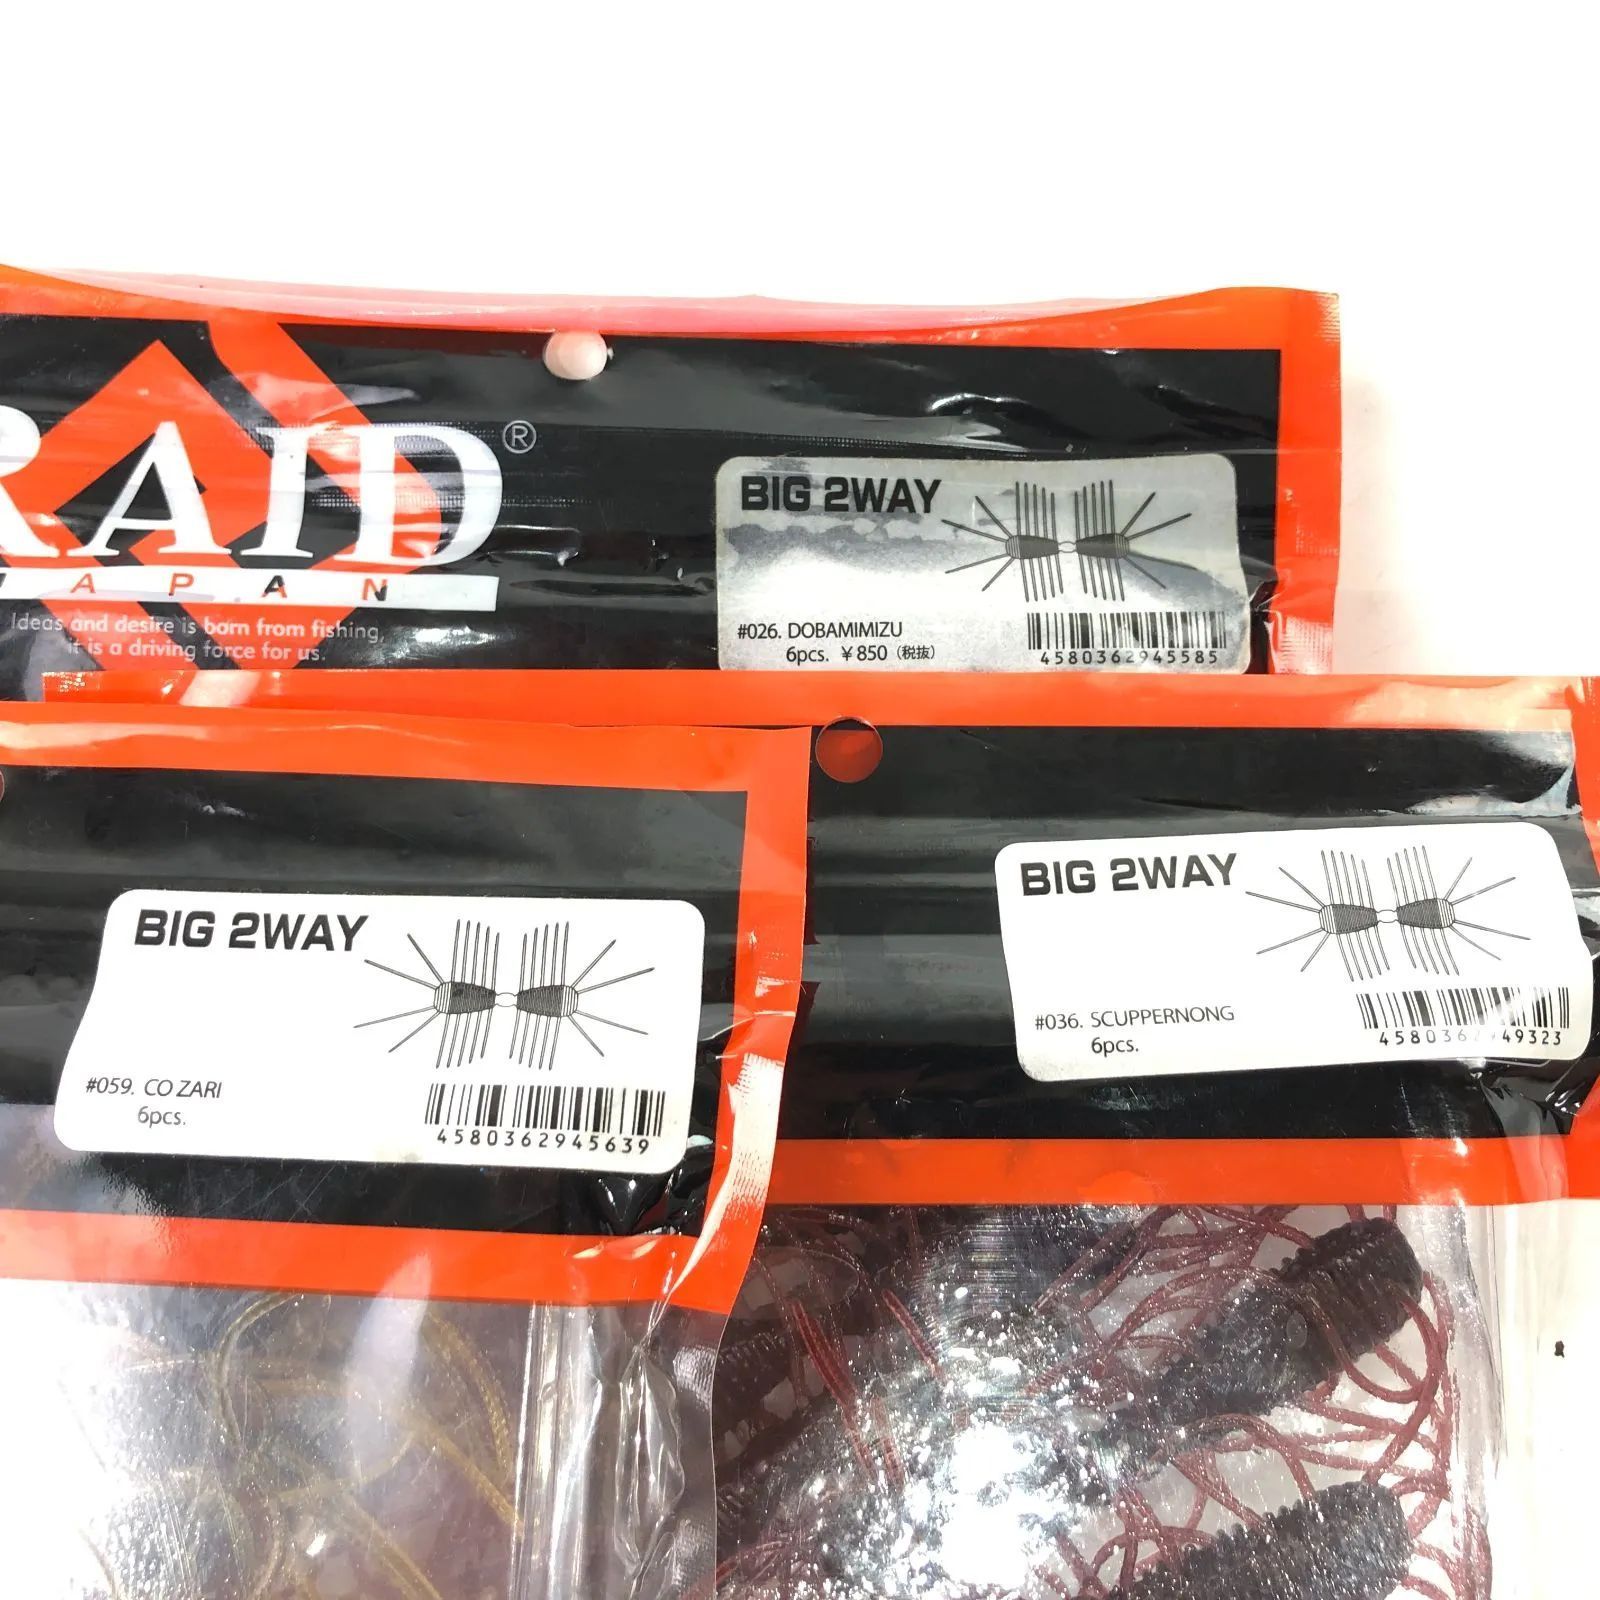 RAID®
JAPAN
Ideas and desire is born from fishing,
it is a driving force for us.
BIG 2WAY
#026. DOBAMIMIZU
6pcs. ¥850 (税抜)
4580362945585
BIG 2WAY
#059. CO ZARI
6pcs.
4580362945639
BIG 2WAY
#036. SCUPPERNONG
6pcs.